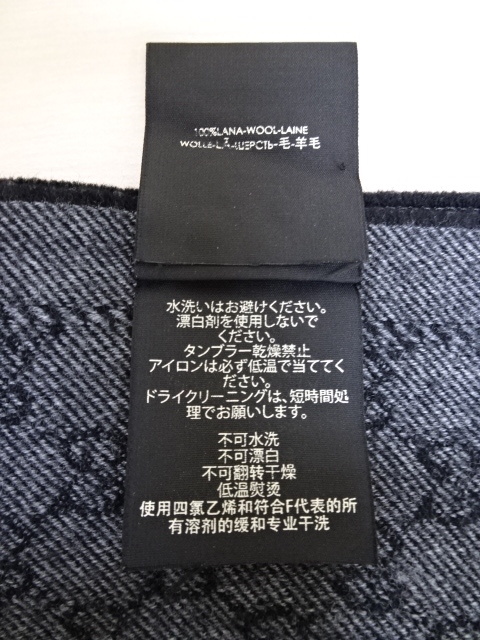 100%LANA-WOOL-LAINE
WOLLE-LÃ-ШЕРСТЬ-毛-羊毛
水洗いはお避けください。
漂白剤を使用しないで
ください。
タンブラー乾燥禁止
アイロンは必ず低温で当ててく
ださい。
ドライクリーニングは、短時間処
理でお願いします。
不可水洗
不可漂白
不可翻转干燥
低温熨烫
使用四氯乙烯和符合F代表的所
有溶剂的缓和专业干洗